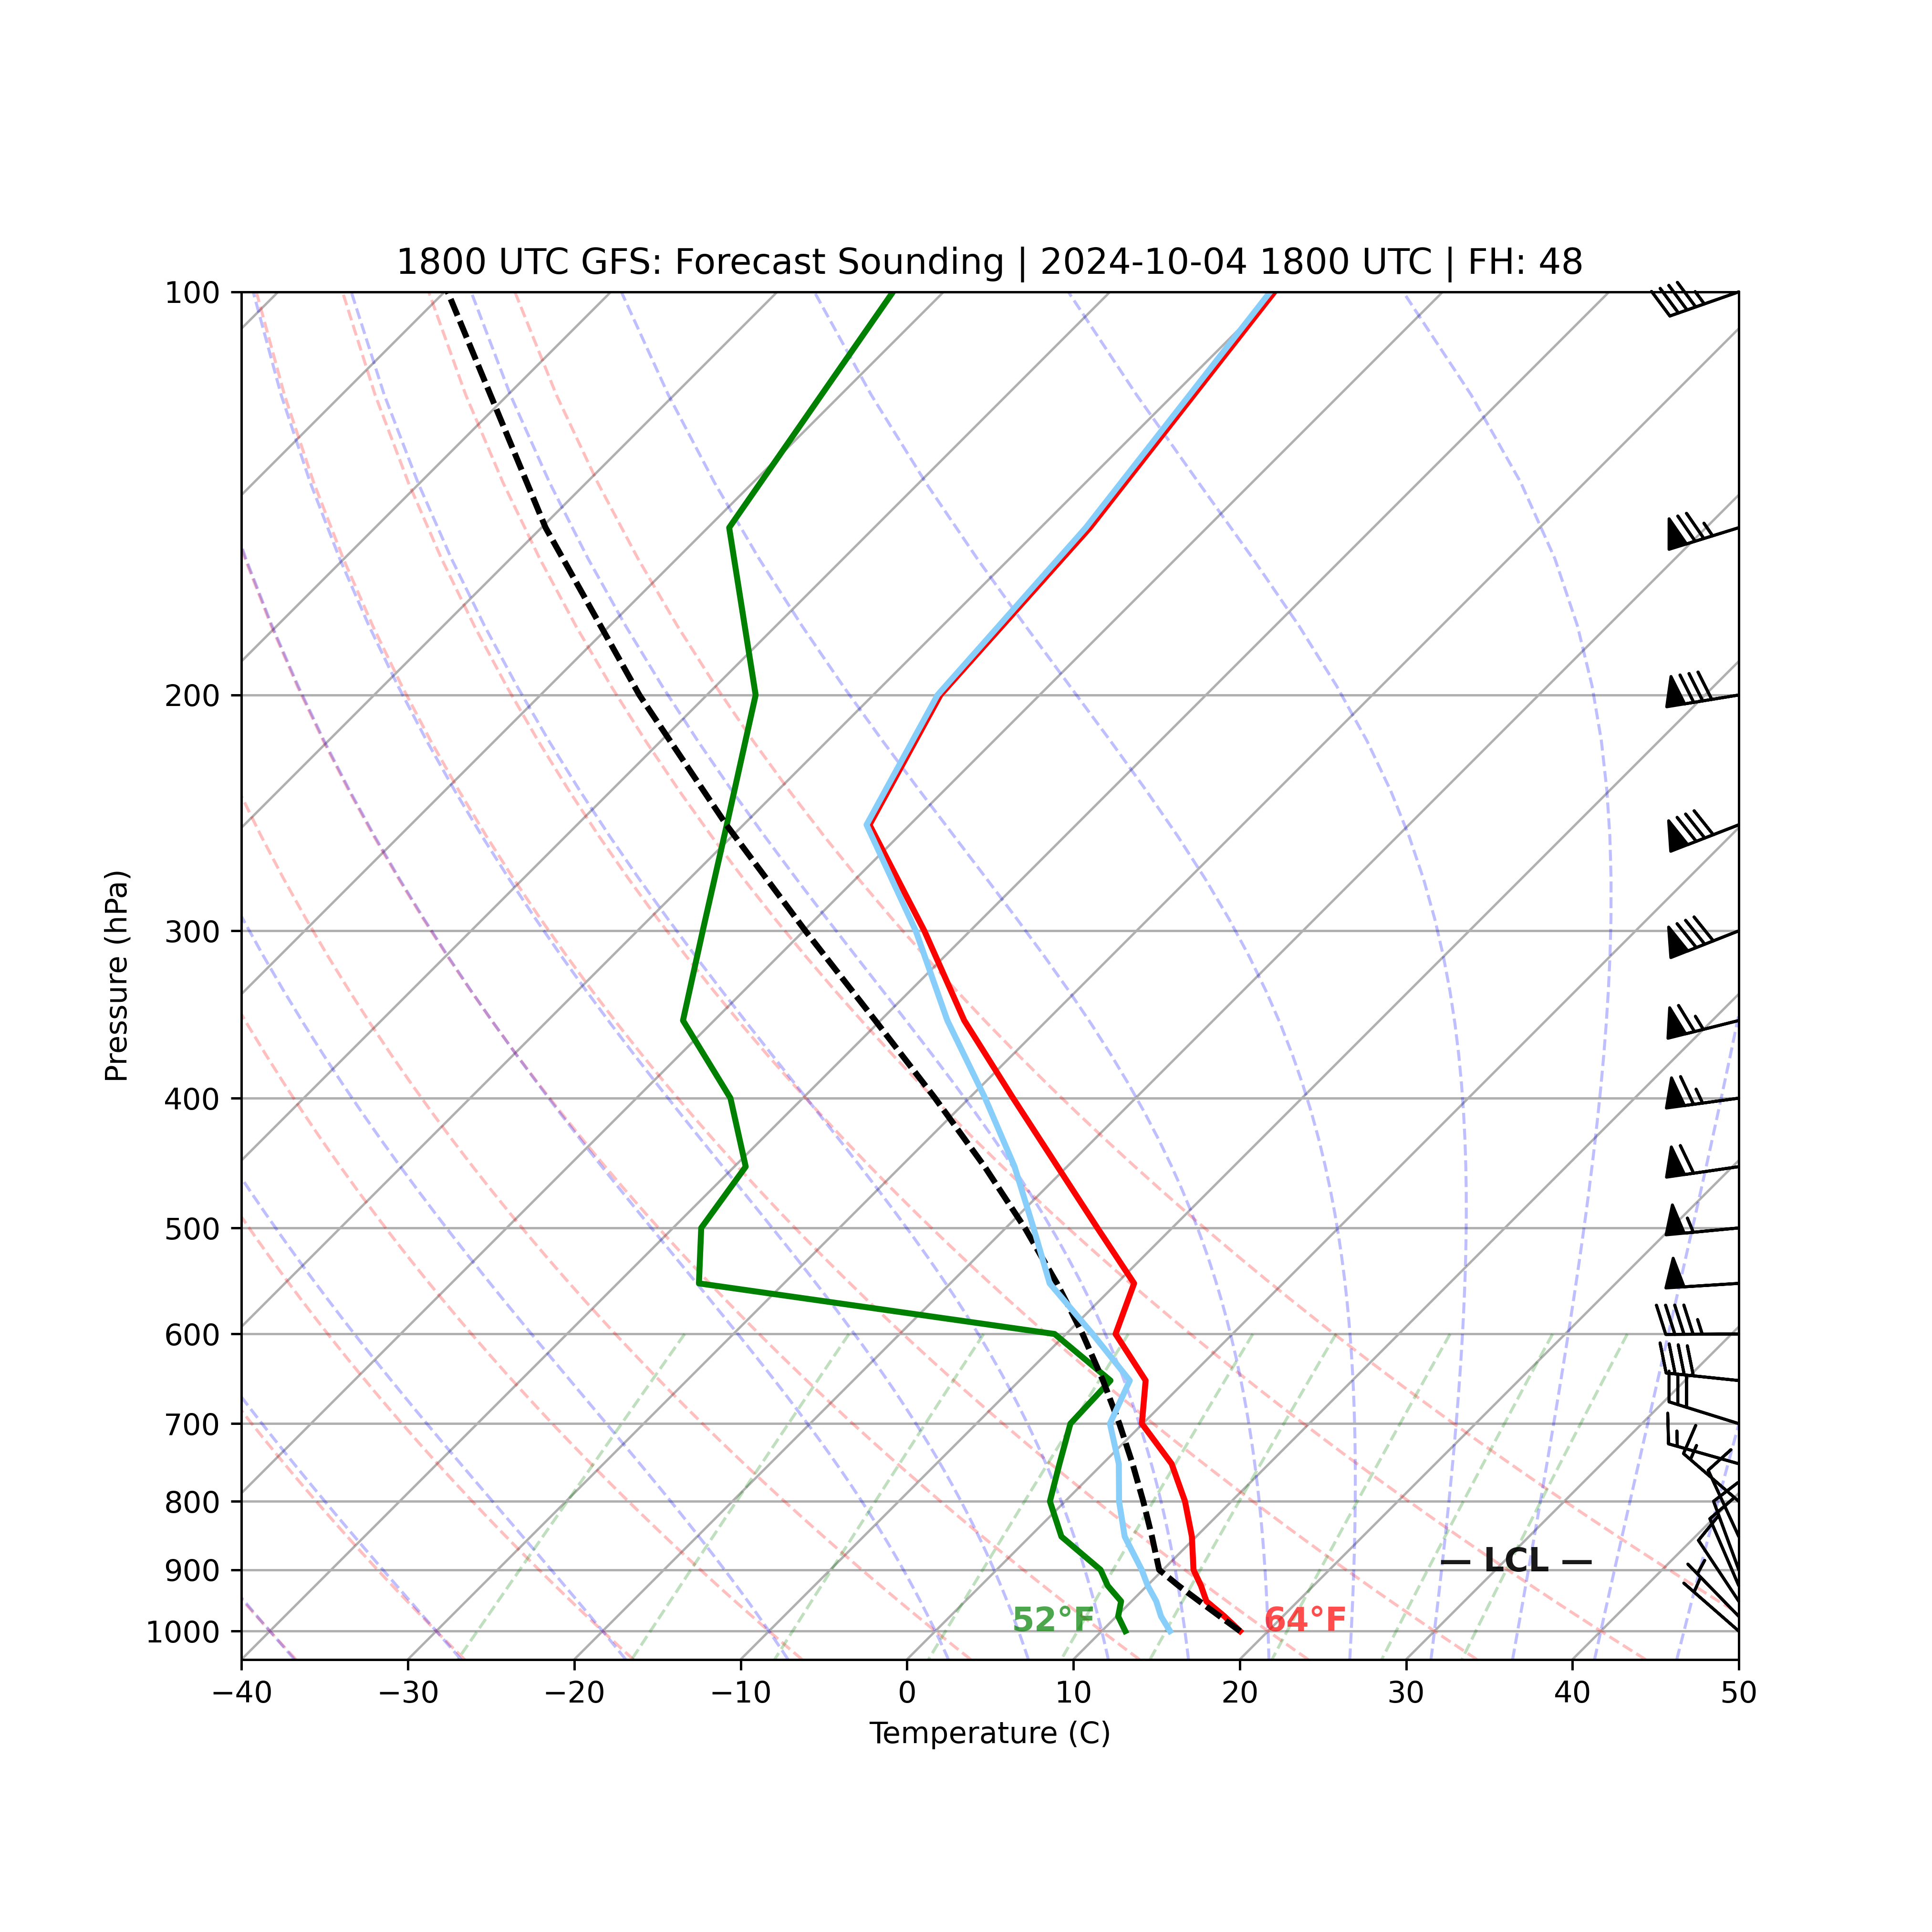 1800 UTC GFS: Forecast Sounding | 2024-10-04 1800 UTC | FH: 48
100
200
300
400
500
600
700
800
900
1000
Pressure (hPa)
— LCL —
52°F
64°F
−40 −30 −20 −10 0 10 20 30 40 50
Temperature (C)